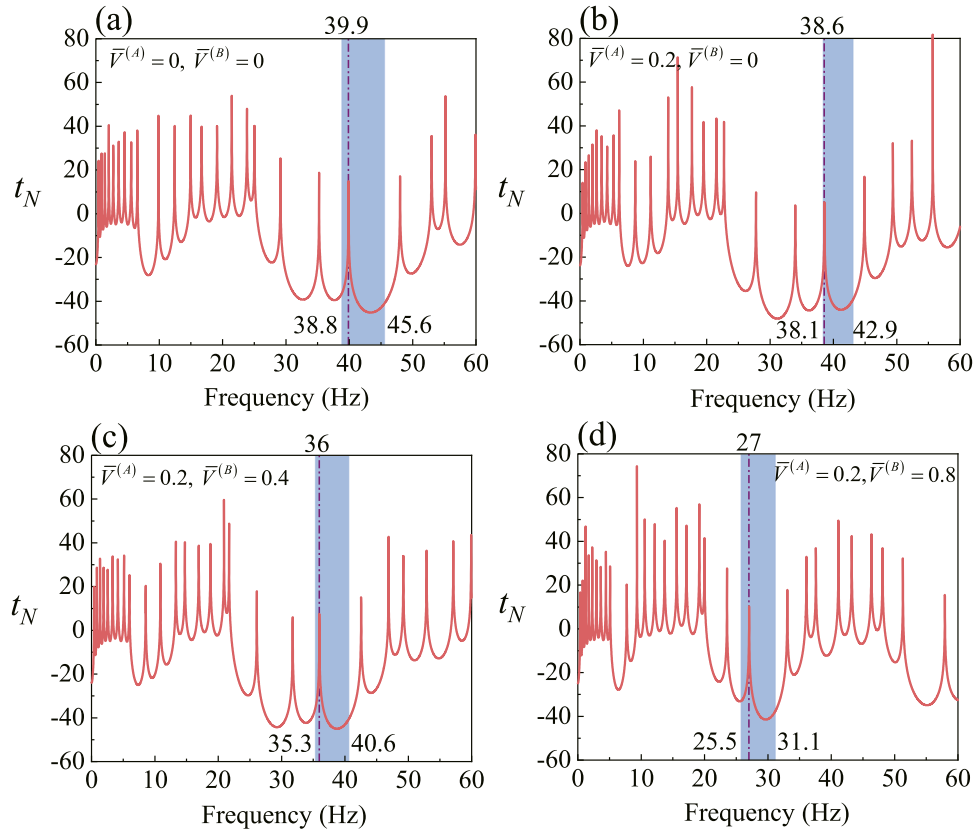 (a)
39.9
V̅⁽ᴬ⁾ = 0, V̅⁽ᴮ⁾ = 0
80
60
40
20
0
-20
-40
-60
t_N
38.8
45.6
0 10 20 30 40 50 60
Frequency (Hz)
(b)
38.6
V̅⁽ᴬ⁾ = 0.2, V̅⁽ᴮ⁾ = 0
80
60
40
20
0
-20
-40
-60
t_N
38.1
42.9
0 10 20 30 40 50 60
Frequency (Hz)
(c)
36
V̅⁽ᴬ⁾ = 0.2, V̅⁽ᴮ⁾ = 0.4
80
60
40
20
0
-20
-40
-60
t_N
35.3
40.6
0 10 20 30 40 50 60
Frequency (Hz)
(d)
27
V̅⁽ᴬ⁾ = 0.2, V̅⁽ᴮ⁾ = 0.8
80
60
40
20
0
-20
-40
-60
t_N
25.5
31.1
0 10 20 30 40 50 60
Frequency (Hz)